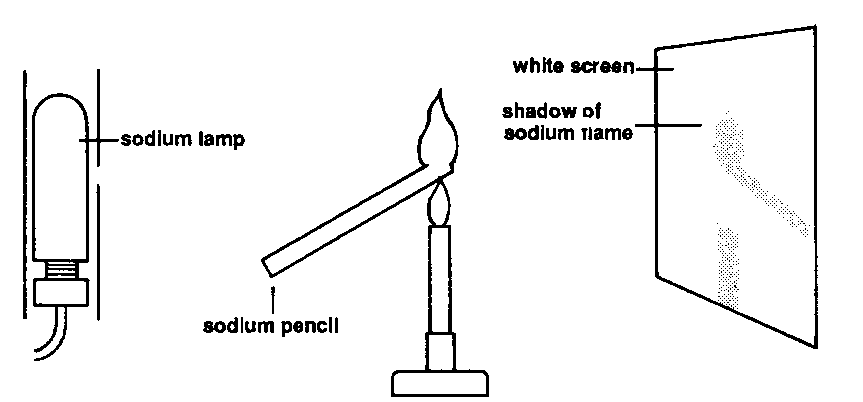 white screen
shadow of
sodium flame
sodium lamp
sodium pencil